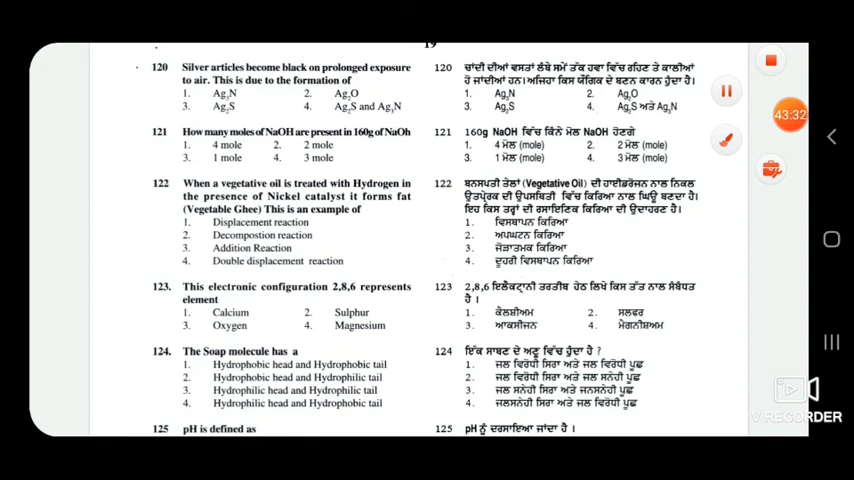 19
120 Silver articles become black on prolonged exposure
to air. This is due to the formation of
1. Ag₃N 2. Ag₂O
3. Ag₂S 4. Ag₂S and Ag₃N
121 How many moles of NaOH are present in 160g of NaOh
1. 4 mole 2. 2 mole
3. 1 mole 4. 3 mole
122 When a vegetative oil is treated with Hydrogen in
the presence of Nickel catalyst it forms fat
(Vegetable Ghee) This is an example of
1. Displacement reaction
2. Decompostion reaction
3. Addition Reaction
4. Double displacement reaction
123. This electronic configuration 2,8,6 represents
element
1. Calcium 2. Sulphur
3. Oxygen 4. Magnesium
124. The Soap molecule has a
1. Hydrophobic head and Hydrophobic tail
2. Hydrophobic head and Hydrophilic tail
3. Hydrophilic head and Hydrophilic tail
4. Hydrophilic head and Hydrophobic tail
125 pH is defined as
120 ਚਾਂਦੀ ਦੀਆਂ ਵਸਤਾਂ ਲੰਬੇ ਸਮੇਂ ਤੱਕ ਹਵਾ ਵਿੱਚ ਰਹਿਣ ਤੇ ਕਾਲੀਆਂ
ਹੋ ਜਾਂਦੀਆਂ ਹਨ। ਅਜਿਹਾ ਕਿਸ ਯੌਗਿਕ ਦੇ ਬਣਨ ਕਾਰਨ ਹੁੰਦਾ ਹੈ।
1. Ag₃N 2. Ag₂O
3. Ag₂S 4. Ag₂S ਅਤੇ Ag₃N
121 160g NaOH ਵਿੱਚ ਕਿੰਨੇ ਮੋਲ NaOH ਹੋਣਗੇ
1. 4 ਮੋਲ (mole) 2. 2 ਮੋਲ (mole)
3. 1 ਮੋਲ (mole) 4. 3 ਮੋਲ (mole)
122 ਬਨਸਪਤੀ ਤੇਲਾਂ (Vegetative Oil) ਦੀ ਹਾਈਡਰੋਜਨ ਨਾਲ ਨਿਕਲ
ਉਤਪ੍ਰੇਰਕ ਦੀ ਉਪਸਥਿਤੀ ਵਿੱਚ ਕਿਰਿਆ ਨਾਲ ਘਿਊ ਬਣਦਾ ਹੈ।
ਇਹ ਕਿਸ ਤਰ੍ਹਾਂ ਦੀ ਰਸਾਇਣਿਕ ਕਿਰਿਆ ਦੀ ਉਦਾਹਰਣ ਹੈ।
1. ਵਿਸਥਾਪਨ ਕਿਰਿਆ
2. ਅਪਘਟਨ ਕਿਰਿਆ
3. ਜੋੜਾਤਮਕ ਕਿਰਿਆ
4. ਦੂਹਰੀ ਵਿਸਥਾਪਨ ਕਿਰਿਆ
123 2,8,6 ਇਲੈਕਟ੍ਰਾਨੀ ਤਰਤੀਬ ਹੇਠ ਲਿਖੇ ਕਿਸ ਤੱਤ ਨਾਲ ਸੰਬੰਧਤ
ਹੈ ।
1. ਕੈਲਸ਼ੀਅਮ 2. ਸਲਫਰ
3. ਆਕਸੀਜਨ 4. ਮੈਗਨੀਸ਼ਅਮ
124 ਇੱਕ ਸਾਬਣ ਦੇ ਅਣੂ ਵਿੱਚ ਹੁੰਦਾ ਹੈ ?
1. ਜਲ ਵਿਰੋਧੀ ਸਿਰਾ ਅਤੇ ਜਲ ਵਿਰੋਧੀ ਪੂਛ
2. ਜਲ ਵਿਰੋਧੀ ਸਿਰਾ ਅਤੇ ਜਲ ਸਨੇਹੀ ਪੂਛ
3. ਜਲ ਸਨੇਹੀ ਸਿਰਾ ਅਤੇ ਜਨਸਨੇਹੀ ਪੂਛ
4. ਜਲਸਨੇਹੀ ਸਿਰਾ ਅਤੇ ਜਲ ਵਿਰੋਧੀ ਪੂਛ
125 pH ਨੂੰ ਦਰਸਾਇਆ ਜਾਂਦਾ ਹੈ ।
43:32
V RECORDER